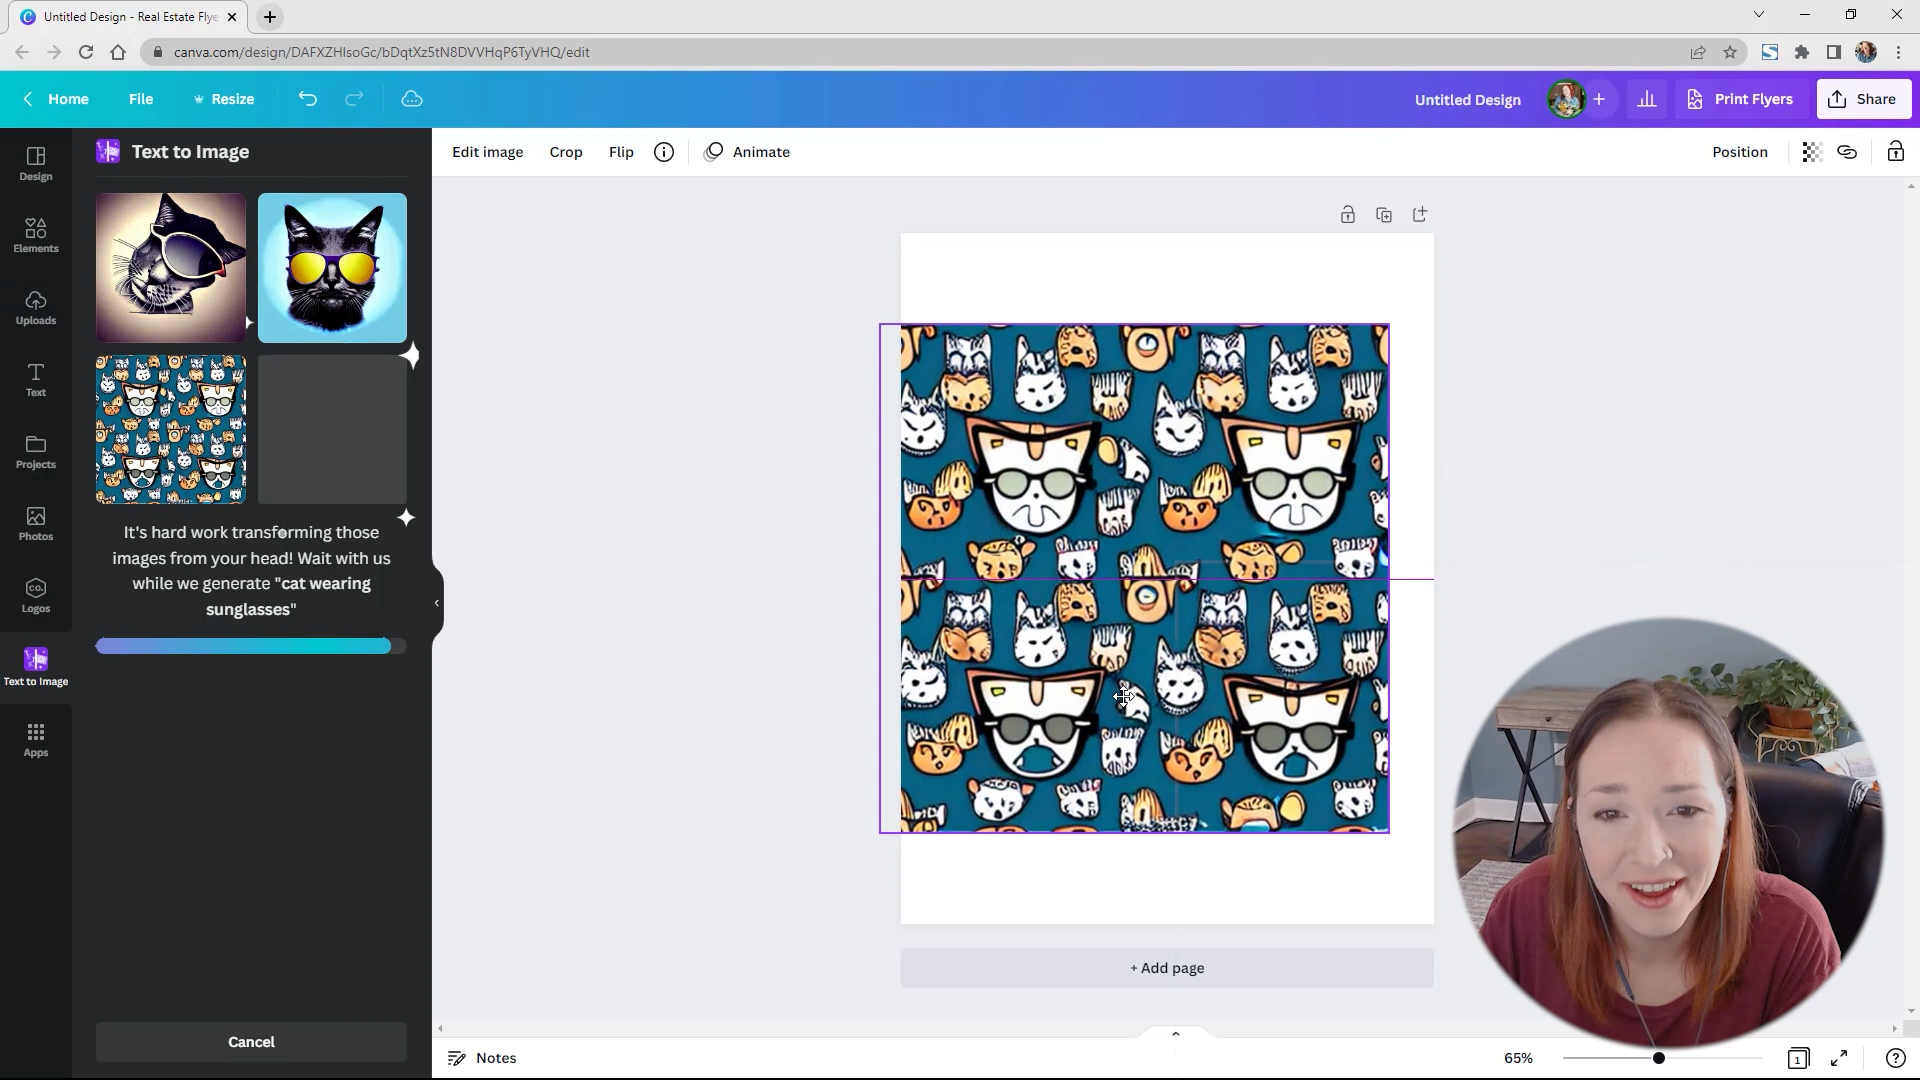 Untitled Design - Real Estate Flye
canva.com/design/DAFXZHIsoGc/bDqtXz5tN8DVVHqP6TyVHQ/edit
Home
File
Resize
Untitled Design
Print Flyers
Share
Design
Elements
Uploads
Text
Projects
Photos
CO.
Logos
Text to Image
Apps
Text to Image
It's hard work transforming those
images from your head! Wait with us
while we generate "cat wearing
sunglasses"
Cancel
Edit image
Crop
Flip
Animate
Position
+ Add page
Notes
65%
1